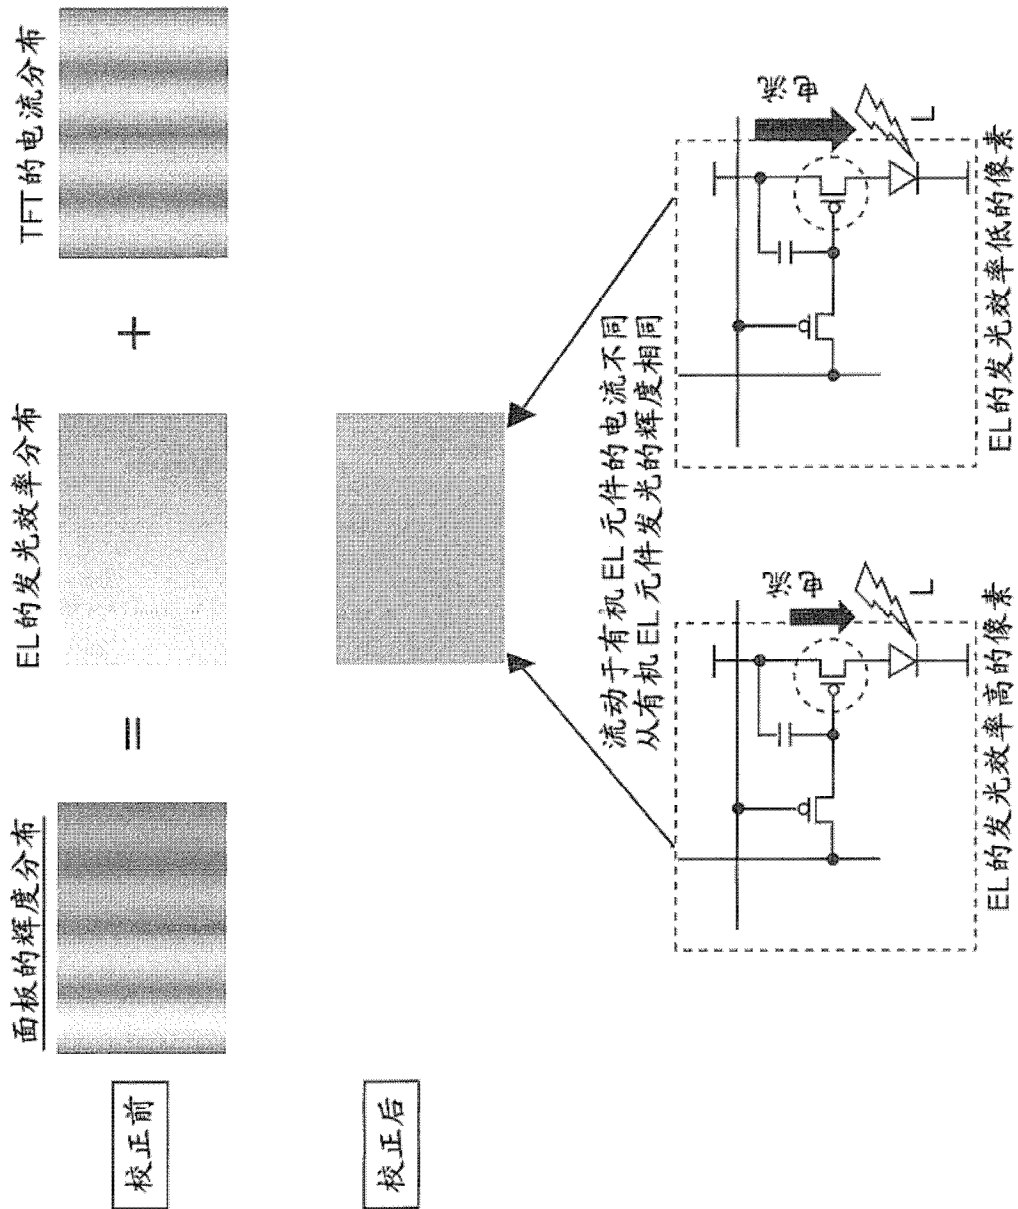 校正前
面板的辉度分布
=
EL的发光效率分布
+
TFT的电流分布
校正后
流动于有机EL元件的电流不同
从有机EL元件发光的辉度相同
电流
L
EL的发光效率高的像素
电流
L
EL的发光效率低的像素